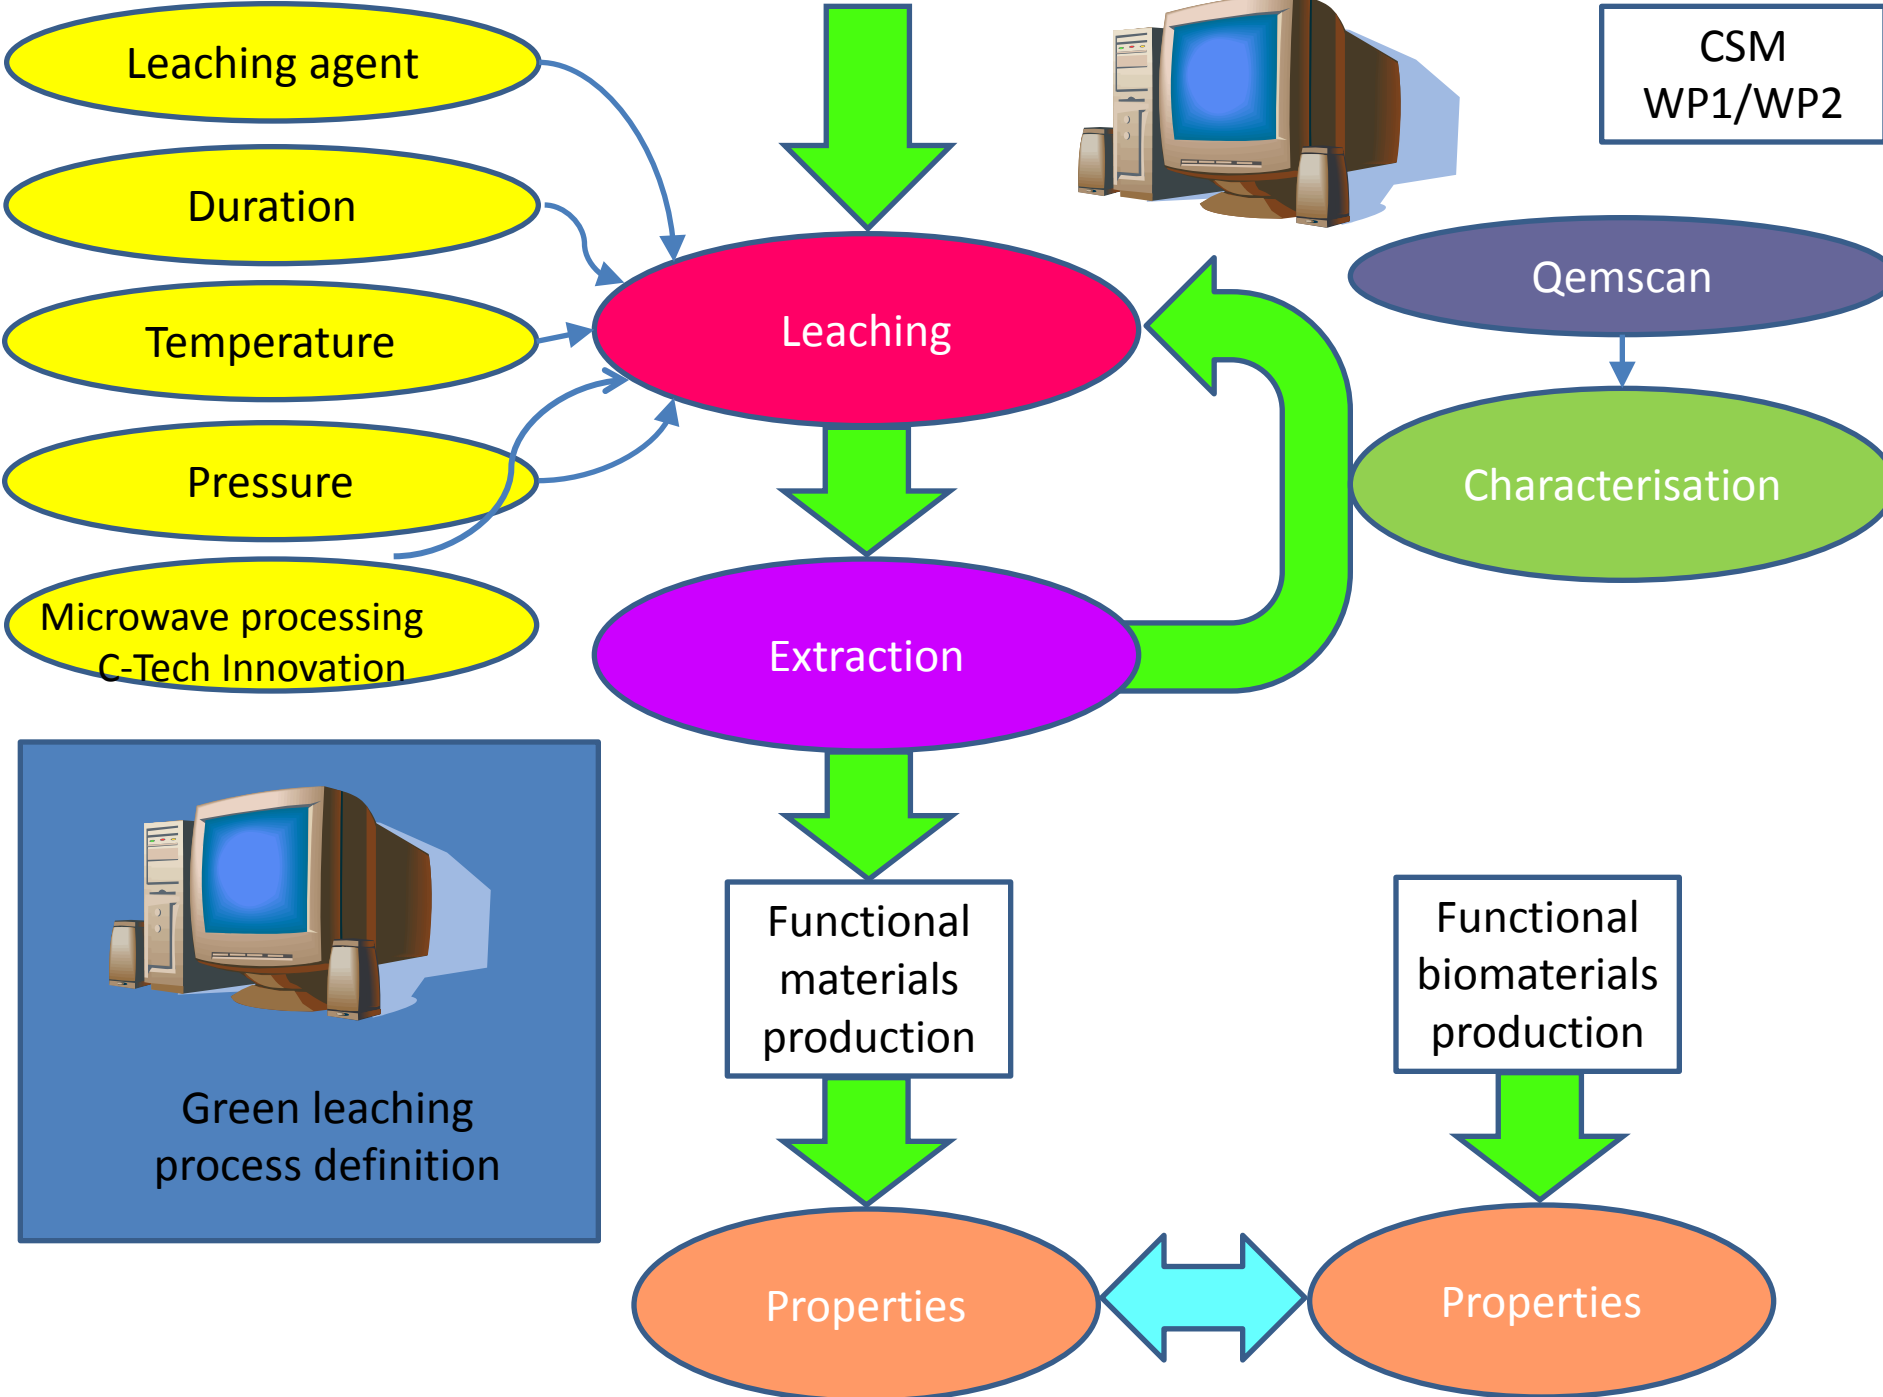 Leaching agent
CSM
WP1/WP2
Duration
Qemscan
Leaching
Temperature
Pressure
Characterisation
Microwave processing
C-Tech Innovation
Extraction
Functional
materials
production
Functional
biomaterials
production
Green leaching
process definition
Properties
Properties